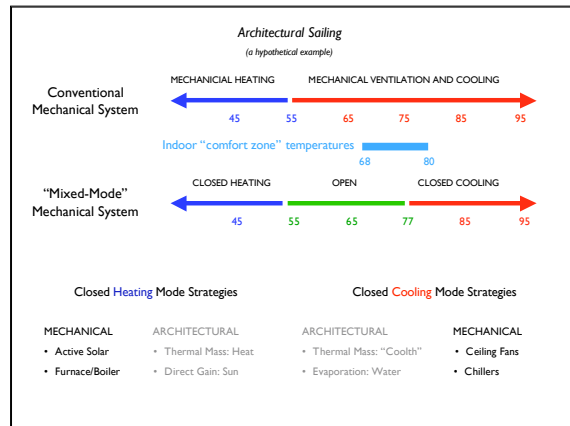 Architectural Sailing
(a hypothetical example)
MECHANICIAL HEATING MECHANICAL VENTILATION AND COOLING
Conventional
Mechanical System
45 55 65 75 85 95
Indoor “comfort zone” temperatures
68 80
“Mixed-Mode”
Mechanical System
CLOSED HEATING OPEN CLOSED COOLING
45 55 65 77 85 95
Closed Heating Mode Strategies Closed Cooling Mode Strategies
MECHANICAL ARCHITECTURAL ARCHITECTURAL MECHANICAL
• Active Solar • Thermal Mass: Heat • Thermal Mass: “Coolth” • Ceiling Fans
• Furnace/Boiler • Direct Gain: Sun • Evaporation: Water • Chillers